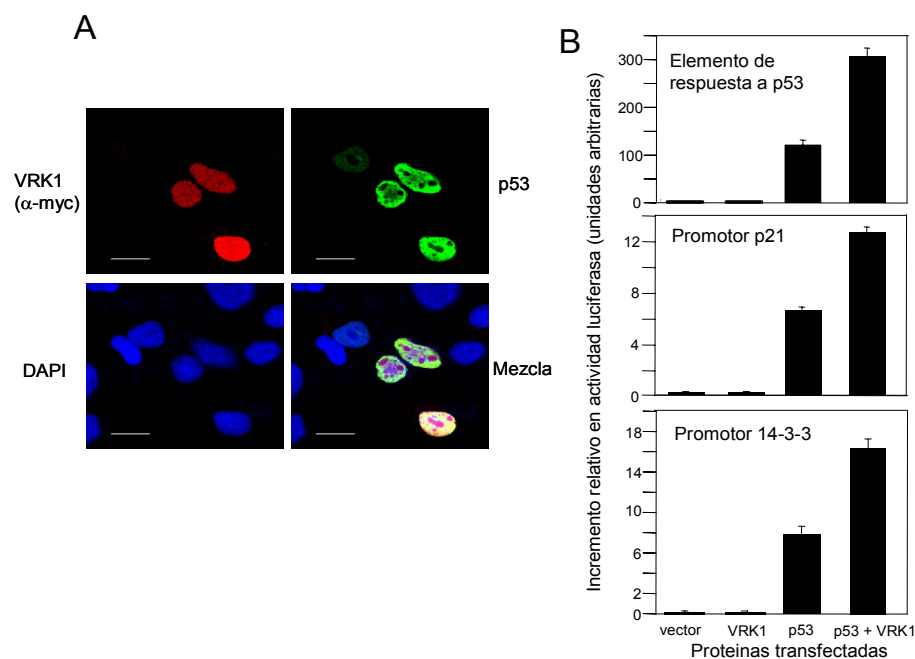 A
VRK1
(α-myc)
p53
DAPI
Mezcla
B
Incremento relativo en actividad luciferasa (unidades arbitrarias)
Elemento de
respuesta a p53
300
200
100
0
Promotor p21
12
8
4
0
Promotor 14-3-3
18
14
10
6
2
0
vector VRK1 p53 p53 + VRK1
Proteinas transfectadas